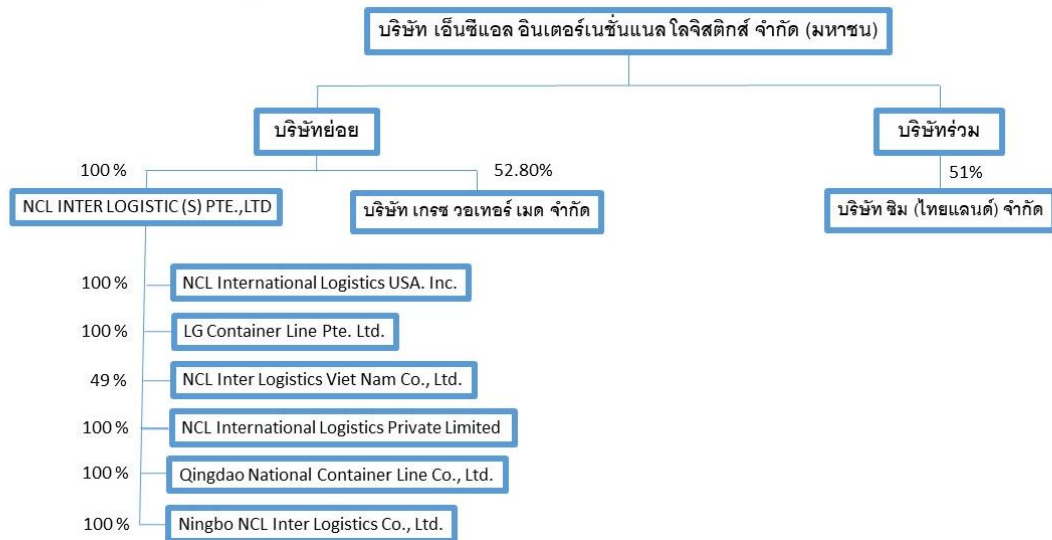 บริษัท เอ็นซีแอล อินเตอร์เนชั่นแนล โลจิสติกส์ จำกัด (มหาชน)
บริษัทย่อย
บริษัทร่วม
100 %
52.80%
51%
NCL INTER LOGISTIC (S) PTE.,LTD
บริษัท เกรซ วอเทอร์ เมด จำกัด
บริษัท ซิม (ไทยแลนด์) จำกัด
100 % NCL International Logistics USA. Inc.
100 % LG Container Line Pte. Ltd.
49 % NCL Inter Logistics Viet Nam Co., Ltd.
100 % NCL International Logistics Private Limited
100 % Qingdao National Container Line Co., Ltd.
100 % Ningbo NCL Inter Logistics Co., Ltd.